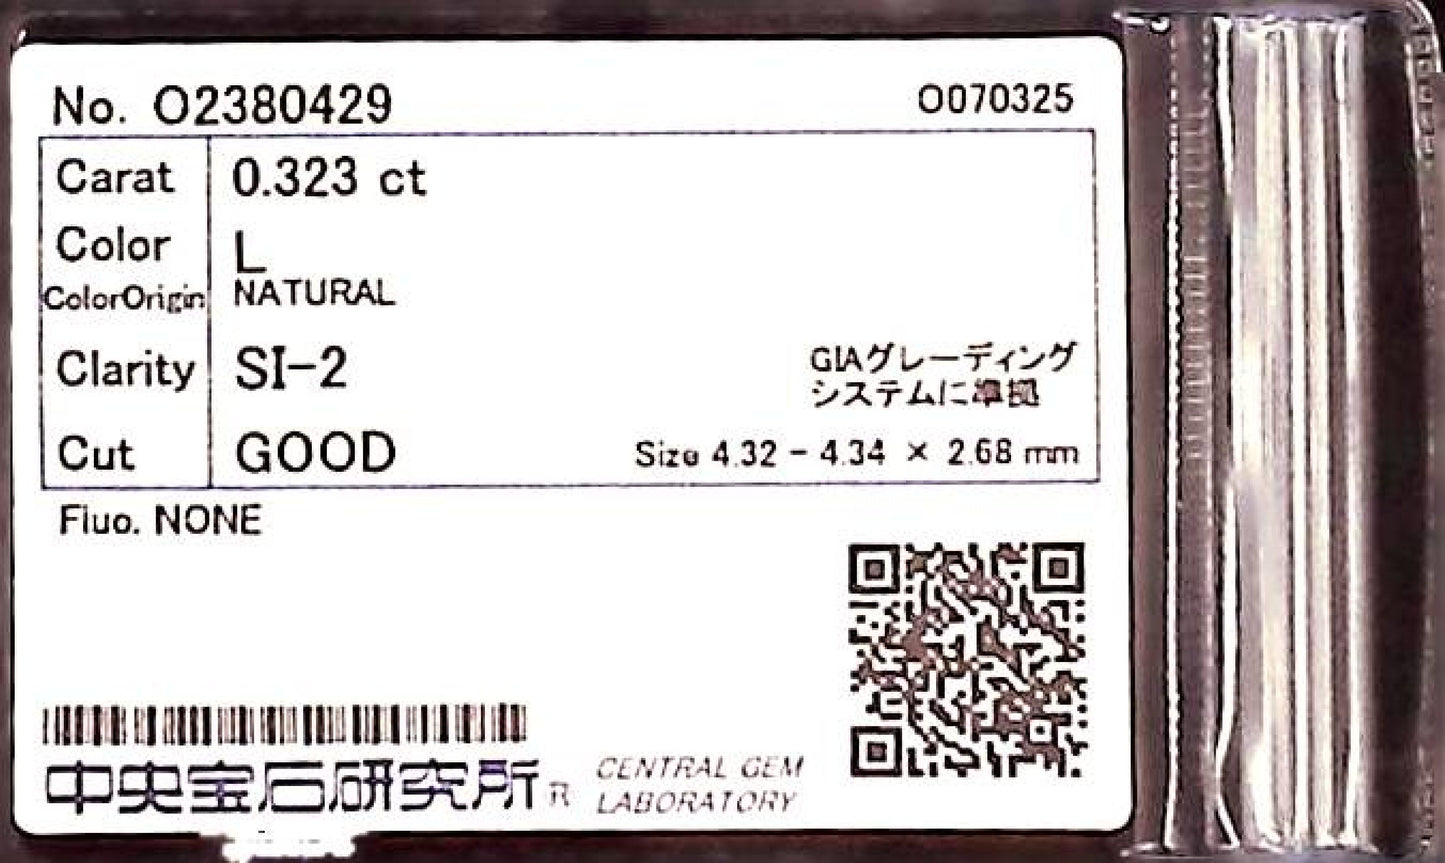 No. O2380429 O070325
Carat 0.323 ct
Color L
ColorOrigin NATURAL
Clarity SI-2
GIAグレーディング
システムに準拠
Cut GOOD Size 4.32 - 4.34 × 2.68 mm
Fluo. NONE
中央宝石研究所® CENTRAL GEM
LABORATORY